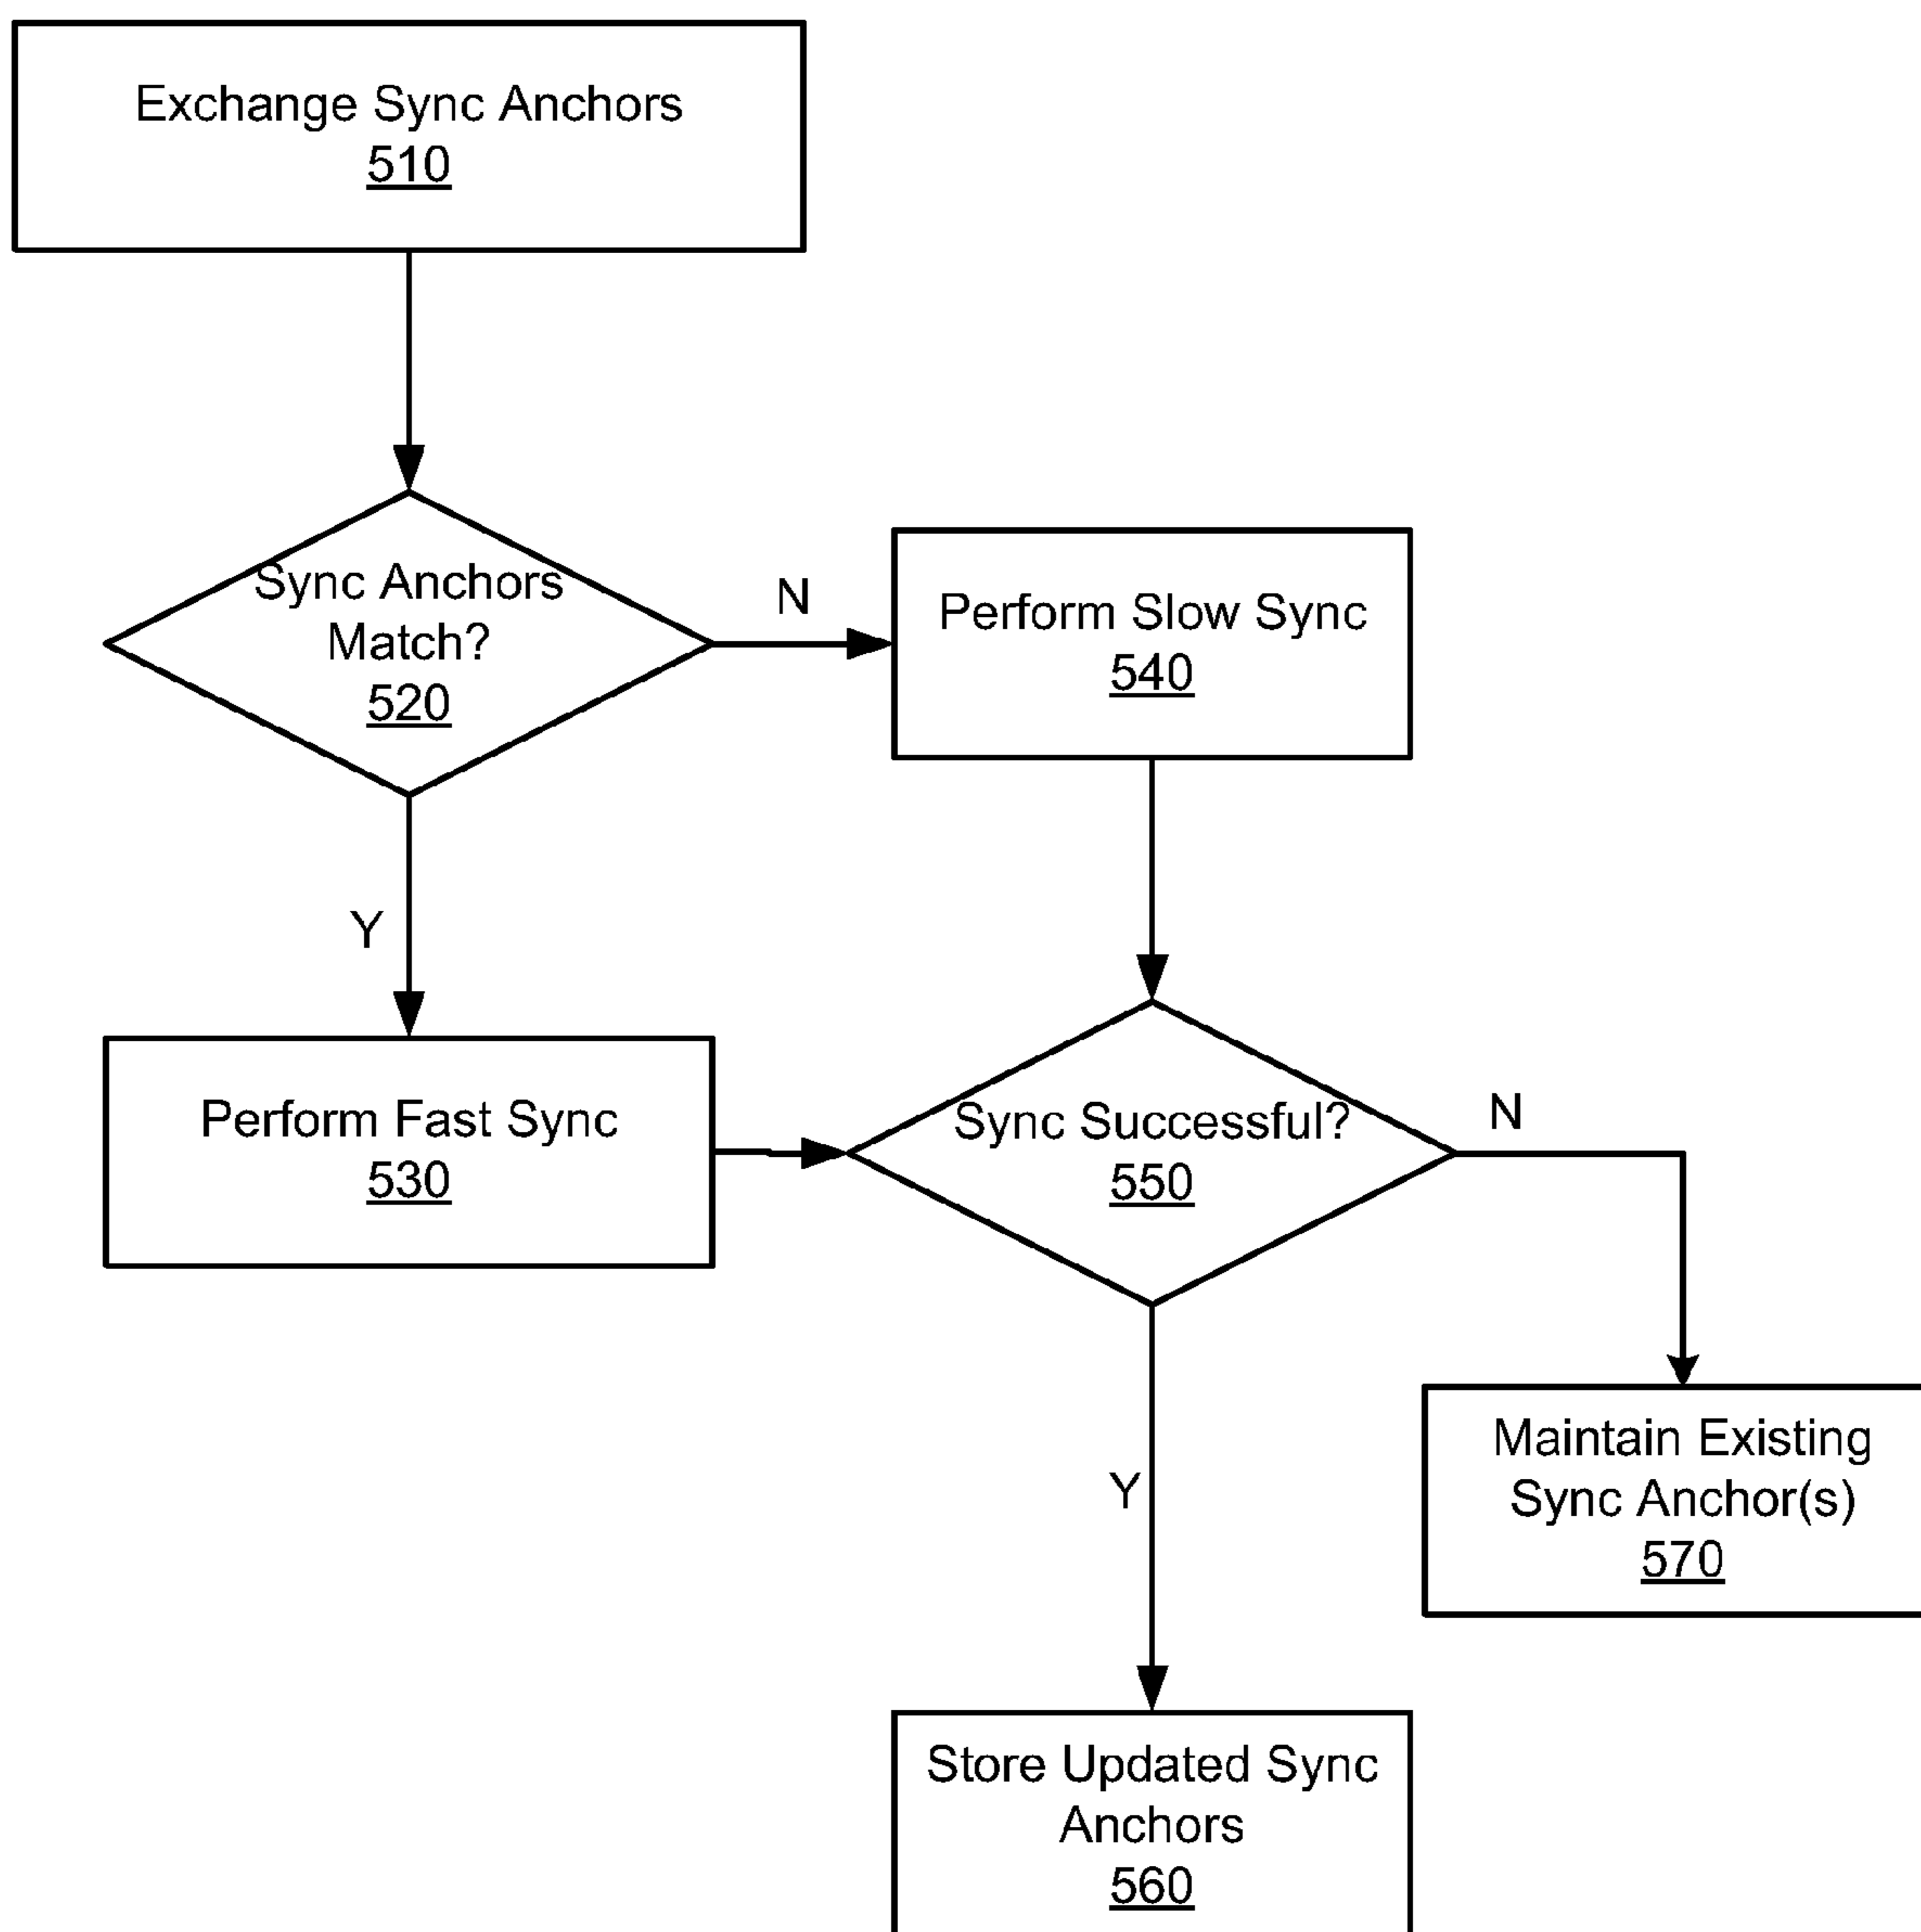 Exchange Sync Anchors
510
Sync Anchors
Match?
520
N
Perform Slow Sync
540
Y
Perform Fast Sync
530
Sync Successful?
550
N
Maintain Existing
Sync Anchor(s)
570
Y
Store Updated Sync
Anchors
560